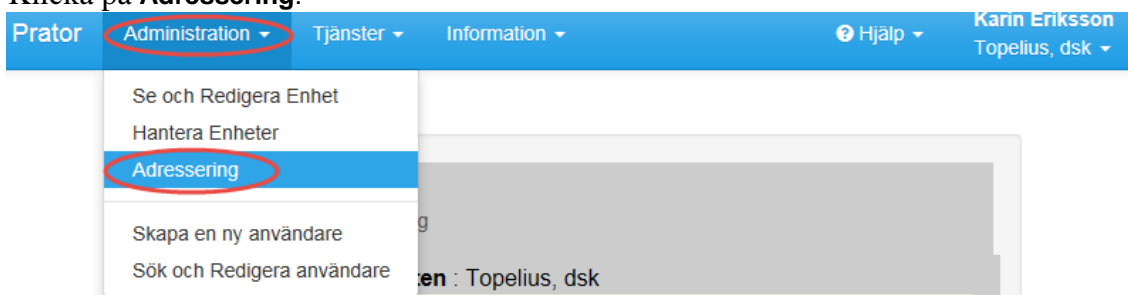 Klicka på Adressering.
Prator Administration Tjänster Information Hjälp Karin Eriksson
Topelius, dsk
Se och Redigera Enhet
Hantera Enheter
Adressering
g
Skapa en ny användare
Sök och Redigera användare
ten : Topelius, dsk